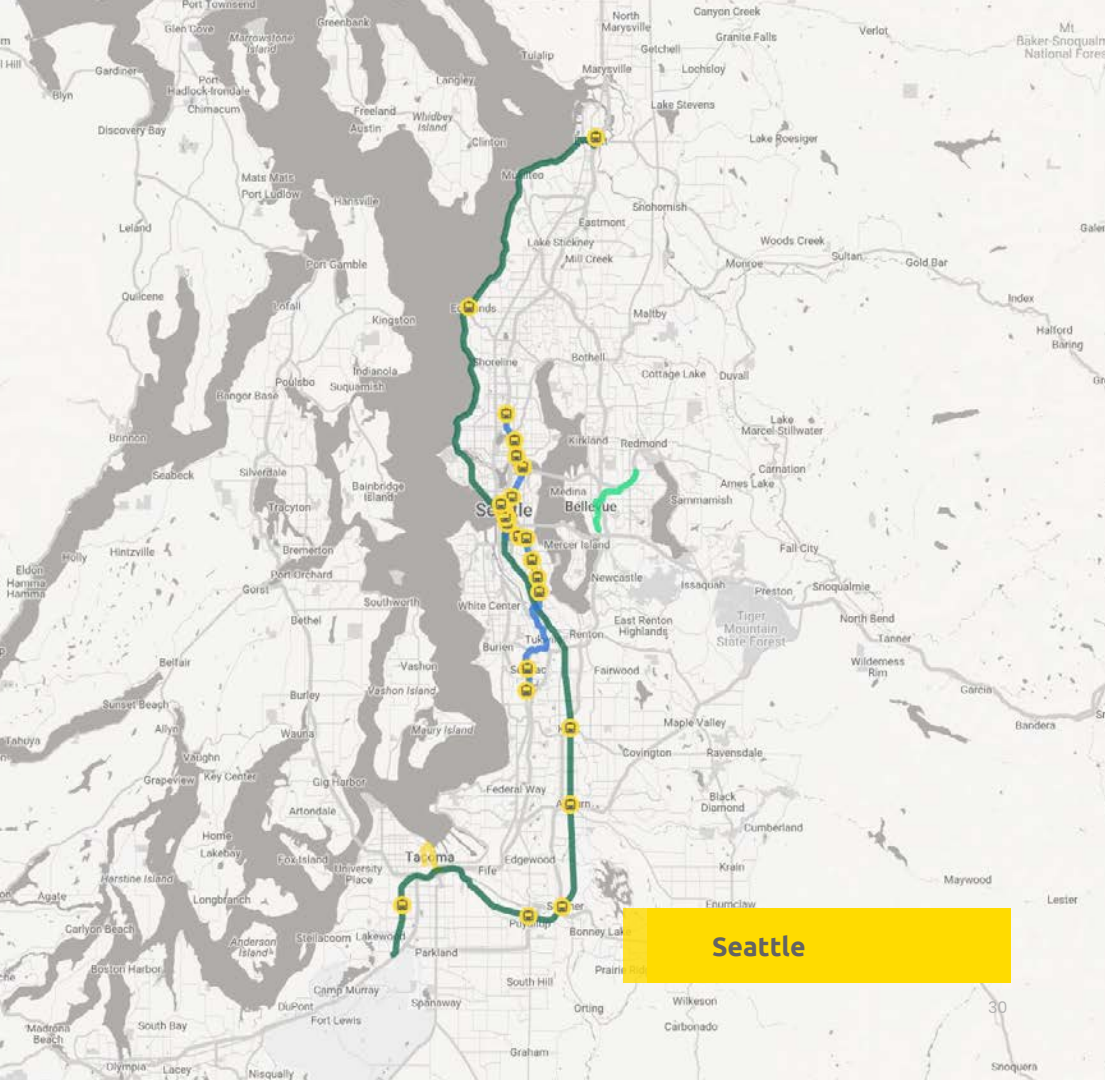 Port Townsend
Canyon Creek
North
Marysville
Greenbank
Glen Cove
Marrowstone
Island
Verlot
Mt
Baker-Snoqualm
National Fores
Granite Falls
Getchell
Tulalip
l Hill
Gardiner
Marysville
Lochsloy
Port
Hadlock-Irondale
Langley
Blyn
Chimacum
Freeland
Lake Stevens
Whidbey
Island
Discovery Bay
Austin
Clinton
Lake Roesiger
Mats Mats
Port Ludlow
Hansville
Snohomish
Leland
Eastmont
Galer
Lake Stickney
Woods Creek
Mill Creek
Sultan
Port Gamble
Monroe
Gold Bar
Quilcene
Lofall
Index
Kingston
Maltby
Halford
Baring
Shoreline
Bothell
Indianola
Cottage Lake
Duvall
Poulsbo
Suquamish
Bangor Base
Lake
Marcel-Stillwater
Brinnon
Kirkland
Redmond
Silverdale
Carnation
Seabeck
Ames Lake
Bainbridge
Island
Medina
Sammamish
Tracyton
Bellevue
Mercer Island
Fall City
Hintzville
Bremerton
Holly
Eldon
Hamma
Hamma
Port Orchard
Newcastle
Issaquah
Snoqualmie
Preston
Gorst
Southworth
White Center
Bethel
East Renton
Highlands
Tiger
Mountain
State Forest
North Bend
Renton
Tanner
Burien
Belfair
Vashon
Fairwood
Wilderness
Rim
Burley
Vashon Island
Garcia
Sunset Beach
Maple Valley
Bandera
Allyn
Wauna
Maury Island
Tahuya
Covington
Ravensdale
Vaughn
Grapeview
Key Center
Gig Harbor
Federal Way
Black
Diamond
Artondale
Cumberland
Home
Lakebay
Fox Island
Tacoma
Edgewood
University
Place
Fife
Krain
Harstine Island
Maywood
Agate
Longbranch
Enumclaw
Lester
Carlyon Beach
Anderson
Island
Steilacoom
Lakewood
Bonney Lake
Seattle
Parkland
Boston Harbor
South Hill
Camp Murray
DuPont
Spanaway
Orting
Wilkeson
30
Fort Lewis
Madrona
Beach
South Bay
Carbonado
Graham
Olympia
Lacey
Nisqually
Snoquera